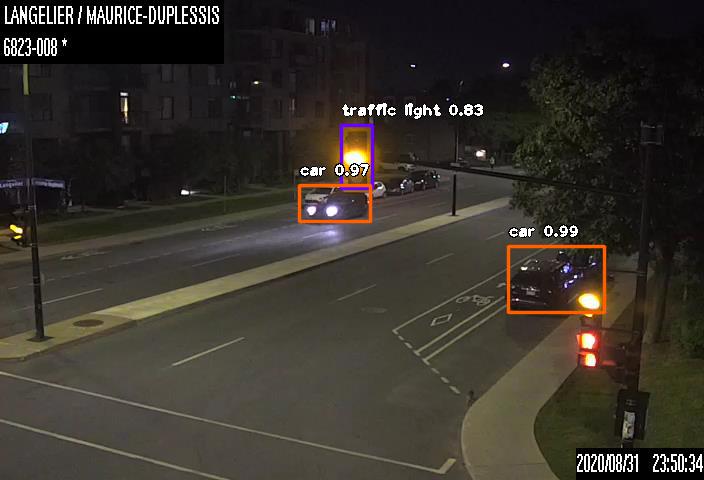 LANGELIER / MAURICE-DUPLESSIS
6823-008 *
traffic light 0.83
car 0.97
car 0.99
2020/08/31 23:50:34